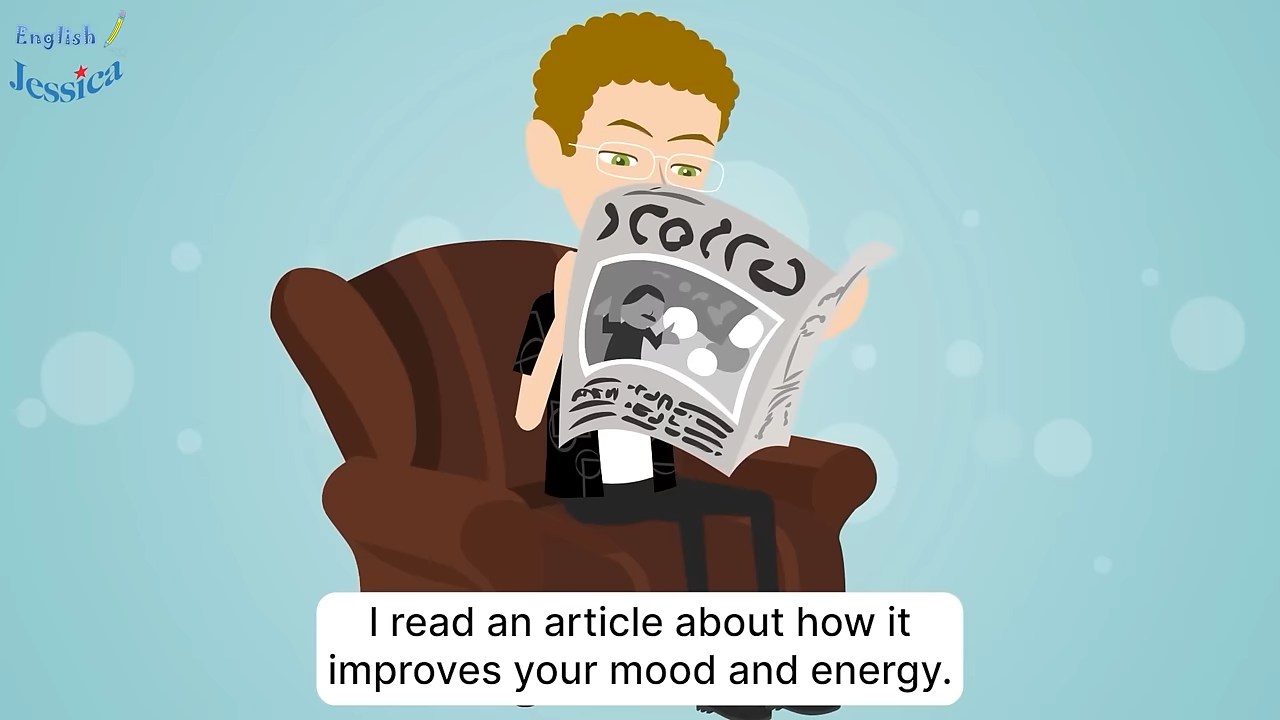 English
Jessica
I read an article about how it
improves your mood and energy.